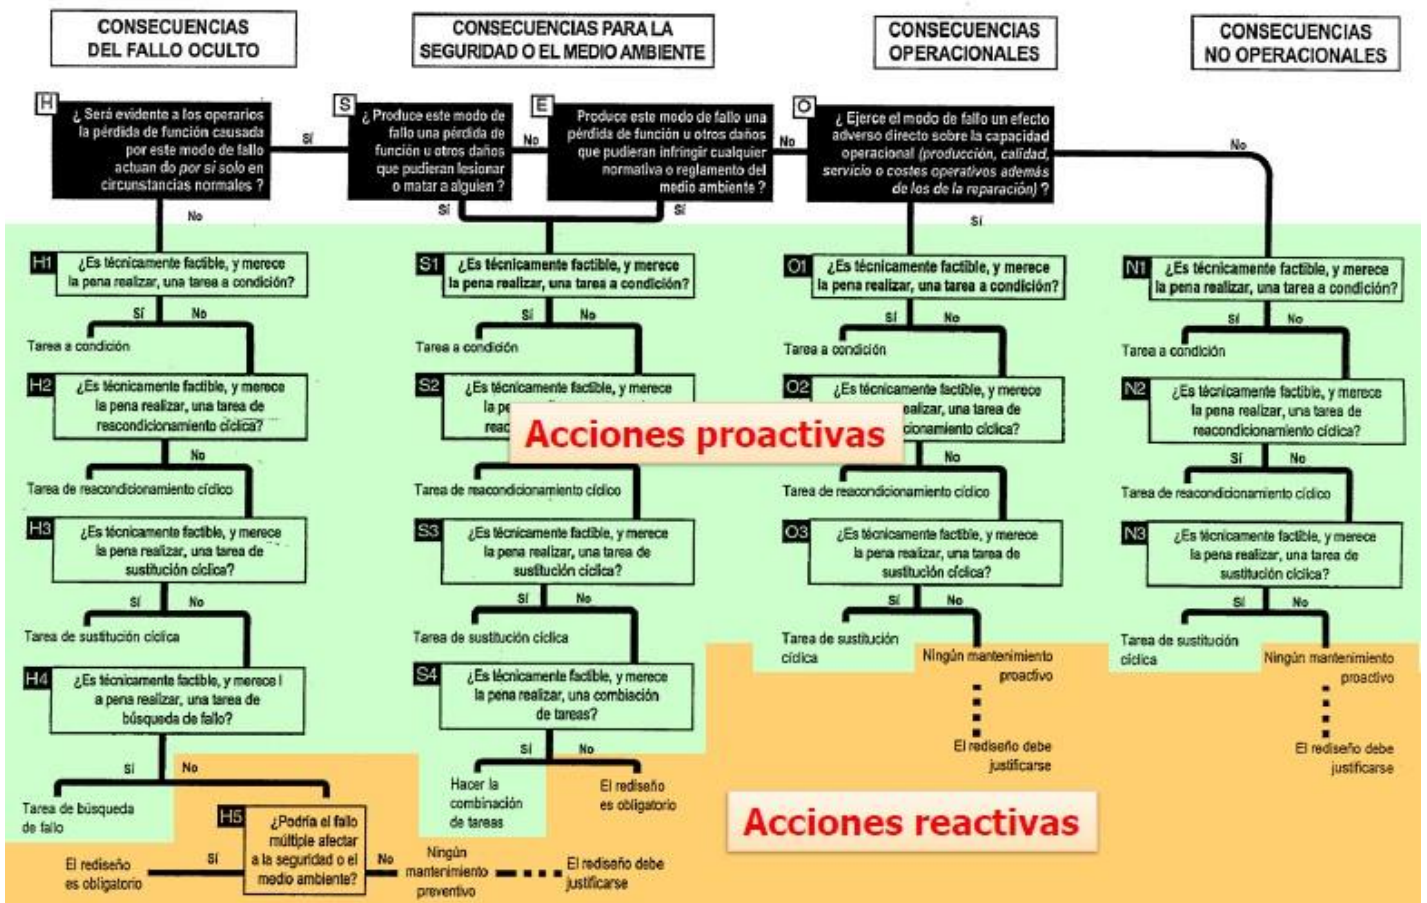 CONSECUENCIAS
DEL FALLO OCULTO
CONSECUENCIAS PARA LA
SEGURIDAD O EL MEDIO AMBIENTE
CONSECUENCIAS
OPERACIONALES
CONSECUENCIAS
NO OPERACIONALES
H
¿ Será evidente a los operarios
la pérdida de función causada
por este modo de fallo
actuan do por si solo en
circunstancias normales ?
Sí
No
S
¿ Produce este modo de
fallo una pérdida de
función u otros daños
que pudieran lesionar
o matar a alguien ?
No
Sí
E
Produce este modo de fallo una
pérdida de función u otros daños
que pudieran infringir cualquier
normativa o reglamento del
medio ambiente ?
No
Sí
O
¿ Ejerce el modo de fallo un efecto
adverso directo sobre la capacidad
operacional (producción, calidad,
servicio o costes operativos además
de los de la reparación) ?
No
Sí
H1
¿Es técnicamente factible, y merece
la pena realizar, una tarea a condición?
Sí No
Tarea a condición
H2
¿Es técnicamente factible, y merece
la pena realizar, una tarea de
reacondicionamiento cíclica?
No
Tarea de reacondicionamiento cíclico
H3
¿Es técnicamente factible, y merece
la pena realizar, una tarea de
sustitución cíclica?
Sí No
Tarea de sustitución cíclica
H4
¿Es técnicamente factible, y merece l
a pena realizar, una tarea de
búsqueda de fallo?
Sí No
Tarea de búsqueda
de fallo
H5
¿Podría el fallo
múltiple afectar
a la seguridad o el
medio ambiente?
Sí
El rediseño
es obligatorio
No
Ningún
mantenimiento
preventivo
El rediseño debe
justificarse
S1
¿Es técnicamente factible, y merece
la pena realizar, una tarea a condición?
Sí No
Tarea a condición
S2
¿Es técnicamente factible, y merece
la
Tarea de reacondicionamiento cíclico
S3
¿Es técnicamente factible, y merece
la pena realizar, una tarea de
sustitución cíclica?
Sí No
Tarea de sustitución cíclica
S4
¿Es técnicamente factible, y merece
la pena realizar, una combiación
de tareas?
Sí No
Hacer la
combinación
de tareas
El rediseño
es obligatorio
O1
¿Es técnicamente factible, y merece
la pena realizar, una tarea a condición?
Sí No
Tarea a condición
O2
¿Es técnicamente factible, y merece
realizar, una tarea de
cíclica?
No
Tarea de reacondicionamiento cíclico
O3
¿Es técnicamente factible, y merece
la pena realizar, una tarea de
sustitución cíclica?
Sí No
Tarea de sustitución
cíclica
Ningún mantenimiento
proactivo
El rediseño debe
justificarse
N1
¿Es técnicamente factible, y merece
la pena realizar, una tarea a condición?
Sí No
Tarea a condición
N2
¿Es técnicamente factible, y merece
la pena realizar, una tarea de
reacondicionamiento cíclica?
Sí No
Tarea de reacondicionamiento cíclico
N3
¿Es técnicamente factible, y merece
la pena realizar, una tarea de
sustitución cíclica?
Sí No
Tarea de sustitución
cíclica
Ningún mantenimiento
proactivo
El rediseño debe
justificarse
Acciones proactivas
Acciones reactivas